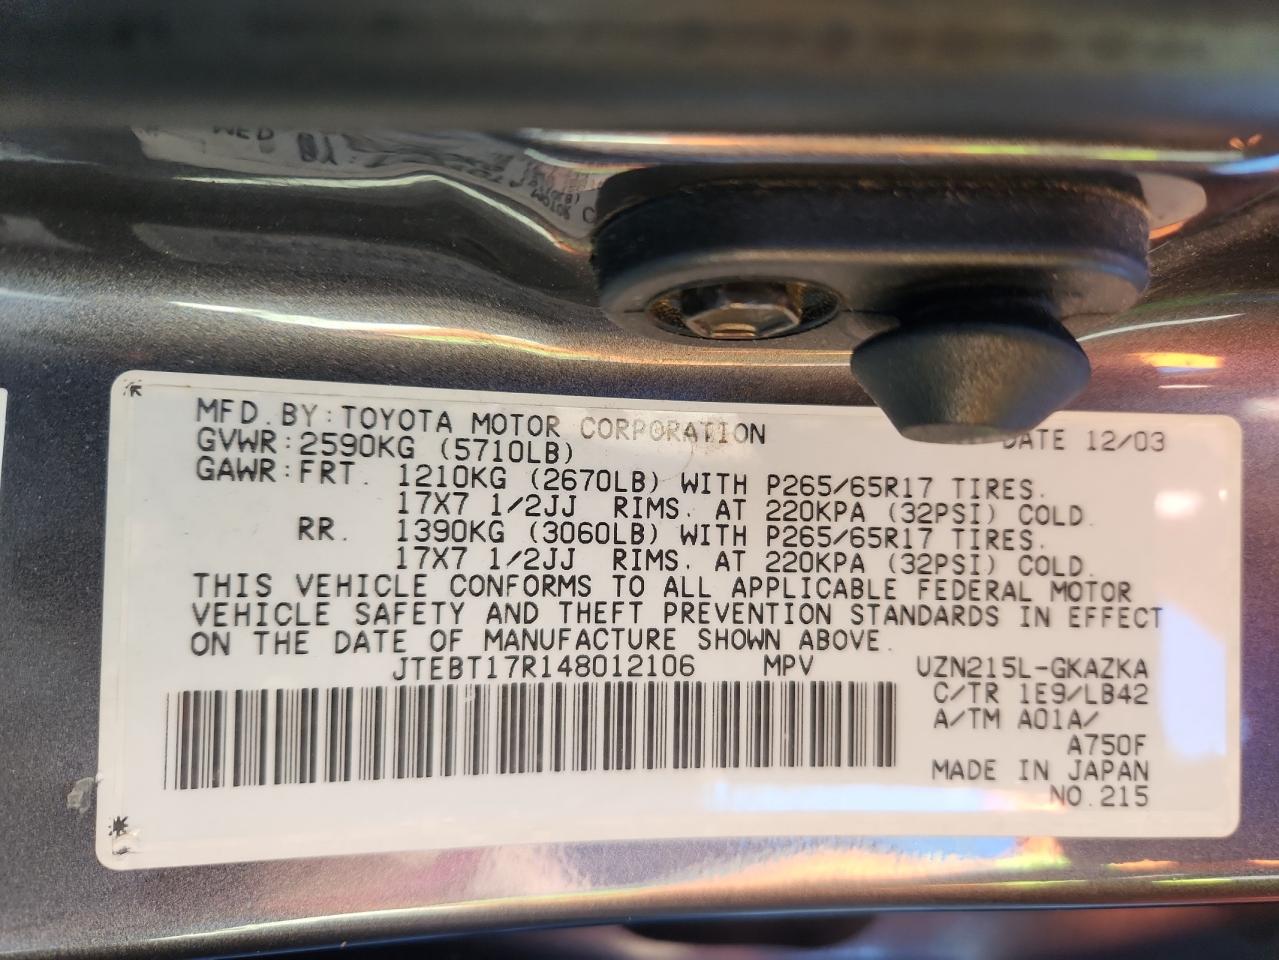 MFD. BY: TOYOTA MOTOR CORPORATION DATE 12/03
GVWR: 2590KG (5710LB)
GAWR: FRT. 1210KG (2670LB) WITH P265/65R17 TIRES.
17X7 1/2JJ RIMS. AT 220KPA (32PSI) COLD.
RR. 1390KG (3060LB) WITH P265/65R17 TIRES.
17X7 1/2JJ RIMS. AT 220KPA (32PSI) COLD.
THIS VEHICLE CONFORMS TO ALL APPLICABLE FEDERAL MOTOR
VEHICLE SAFETY AND THEFT PREVENTION STANDARDS IN EFFECT
ON THE DATE OF MANUFACTURE SHOWN ABOVE.
JTEBT17R148012106 MPV UZN215L-GKAZKA
C/TR 1E9/LB42
A/TM A01A/
A750F
MADE IN JAPAN
NO.215